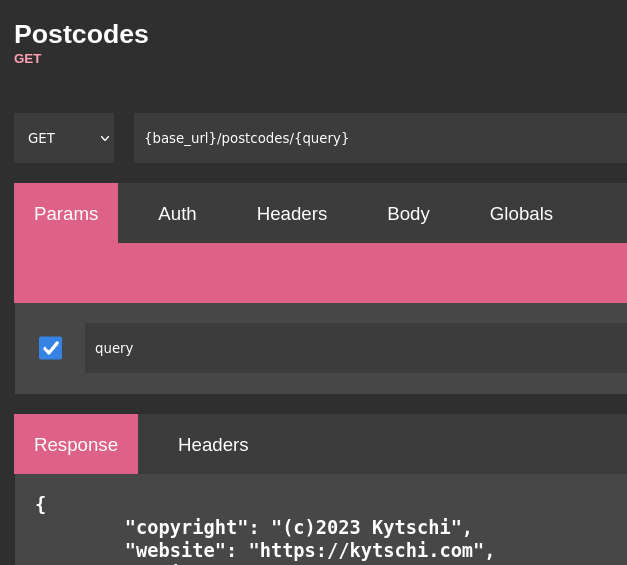 Postcodes
GET
GET {base_url}/postcodes/{query}
Params Auth Headers Body Globals
query
Response Headers
{
"copyright": "(c)2023 Kytschi",
"website": "https://kytschi.com",